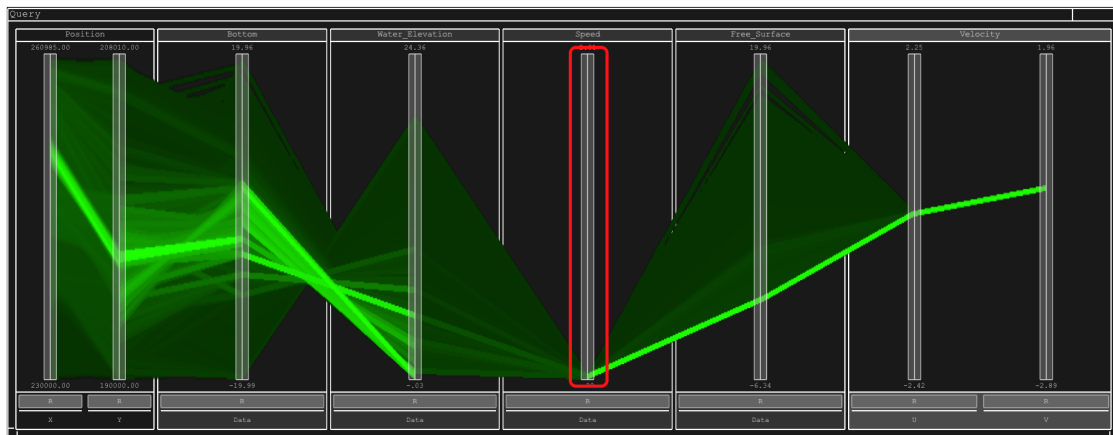 Query
Position Bottom Water_Elevation Speed Free_Surface Velocity
260985.00 208010.00 19.96 24.36 19.96 2.25 1.96
230000.00 190000.00 -19.99 -.03 -6.24 -2.42 -2.89
R R R R R R R R
X Y Data Data Data Data U V